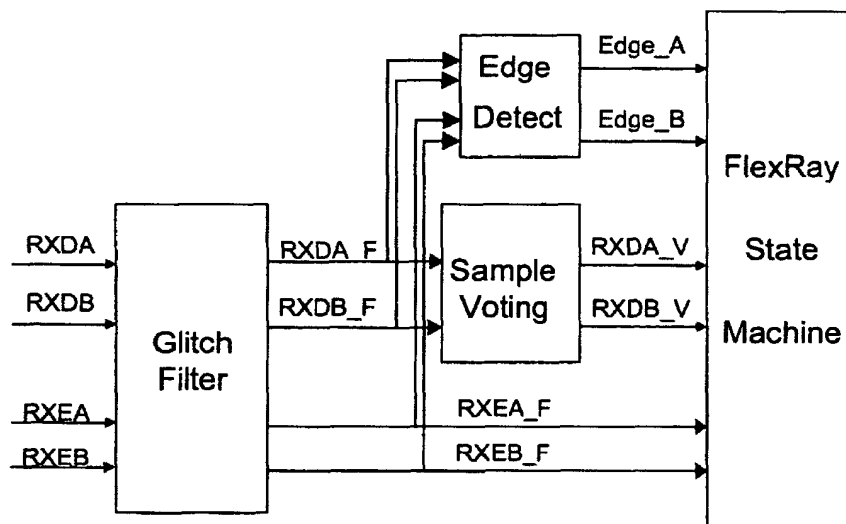 Edge
Detect
Edge_A
Edge_B
FlexRay
State
Machine
RXDA
RXDB
RXEA
RXEB
Glitch
Filter
RXDA_F
RXDB_F
Sample
Voting
RXDA_V
RXDB_V
RXEA_F
RXEB_F